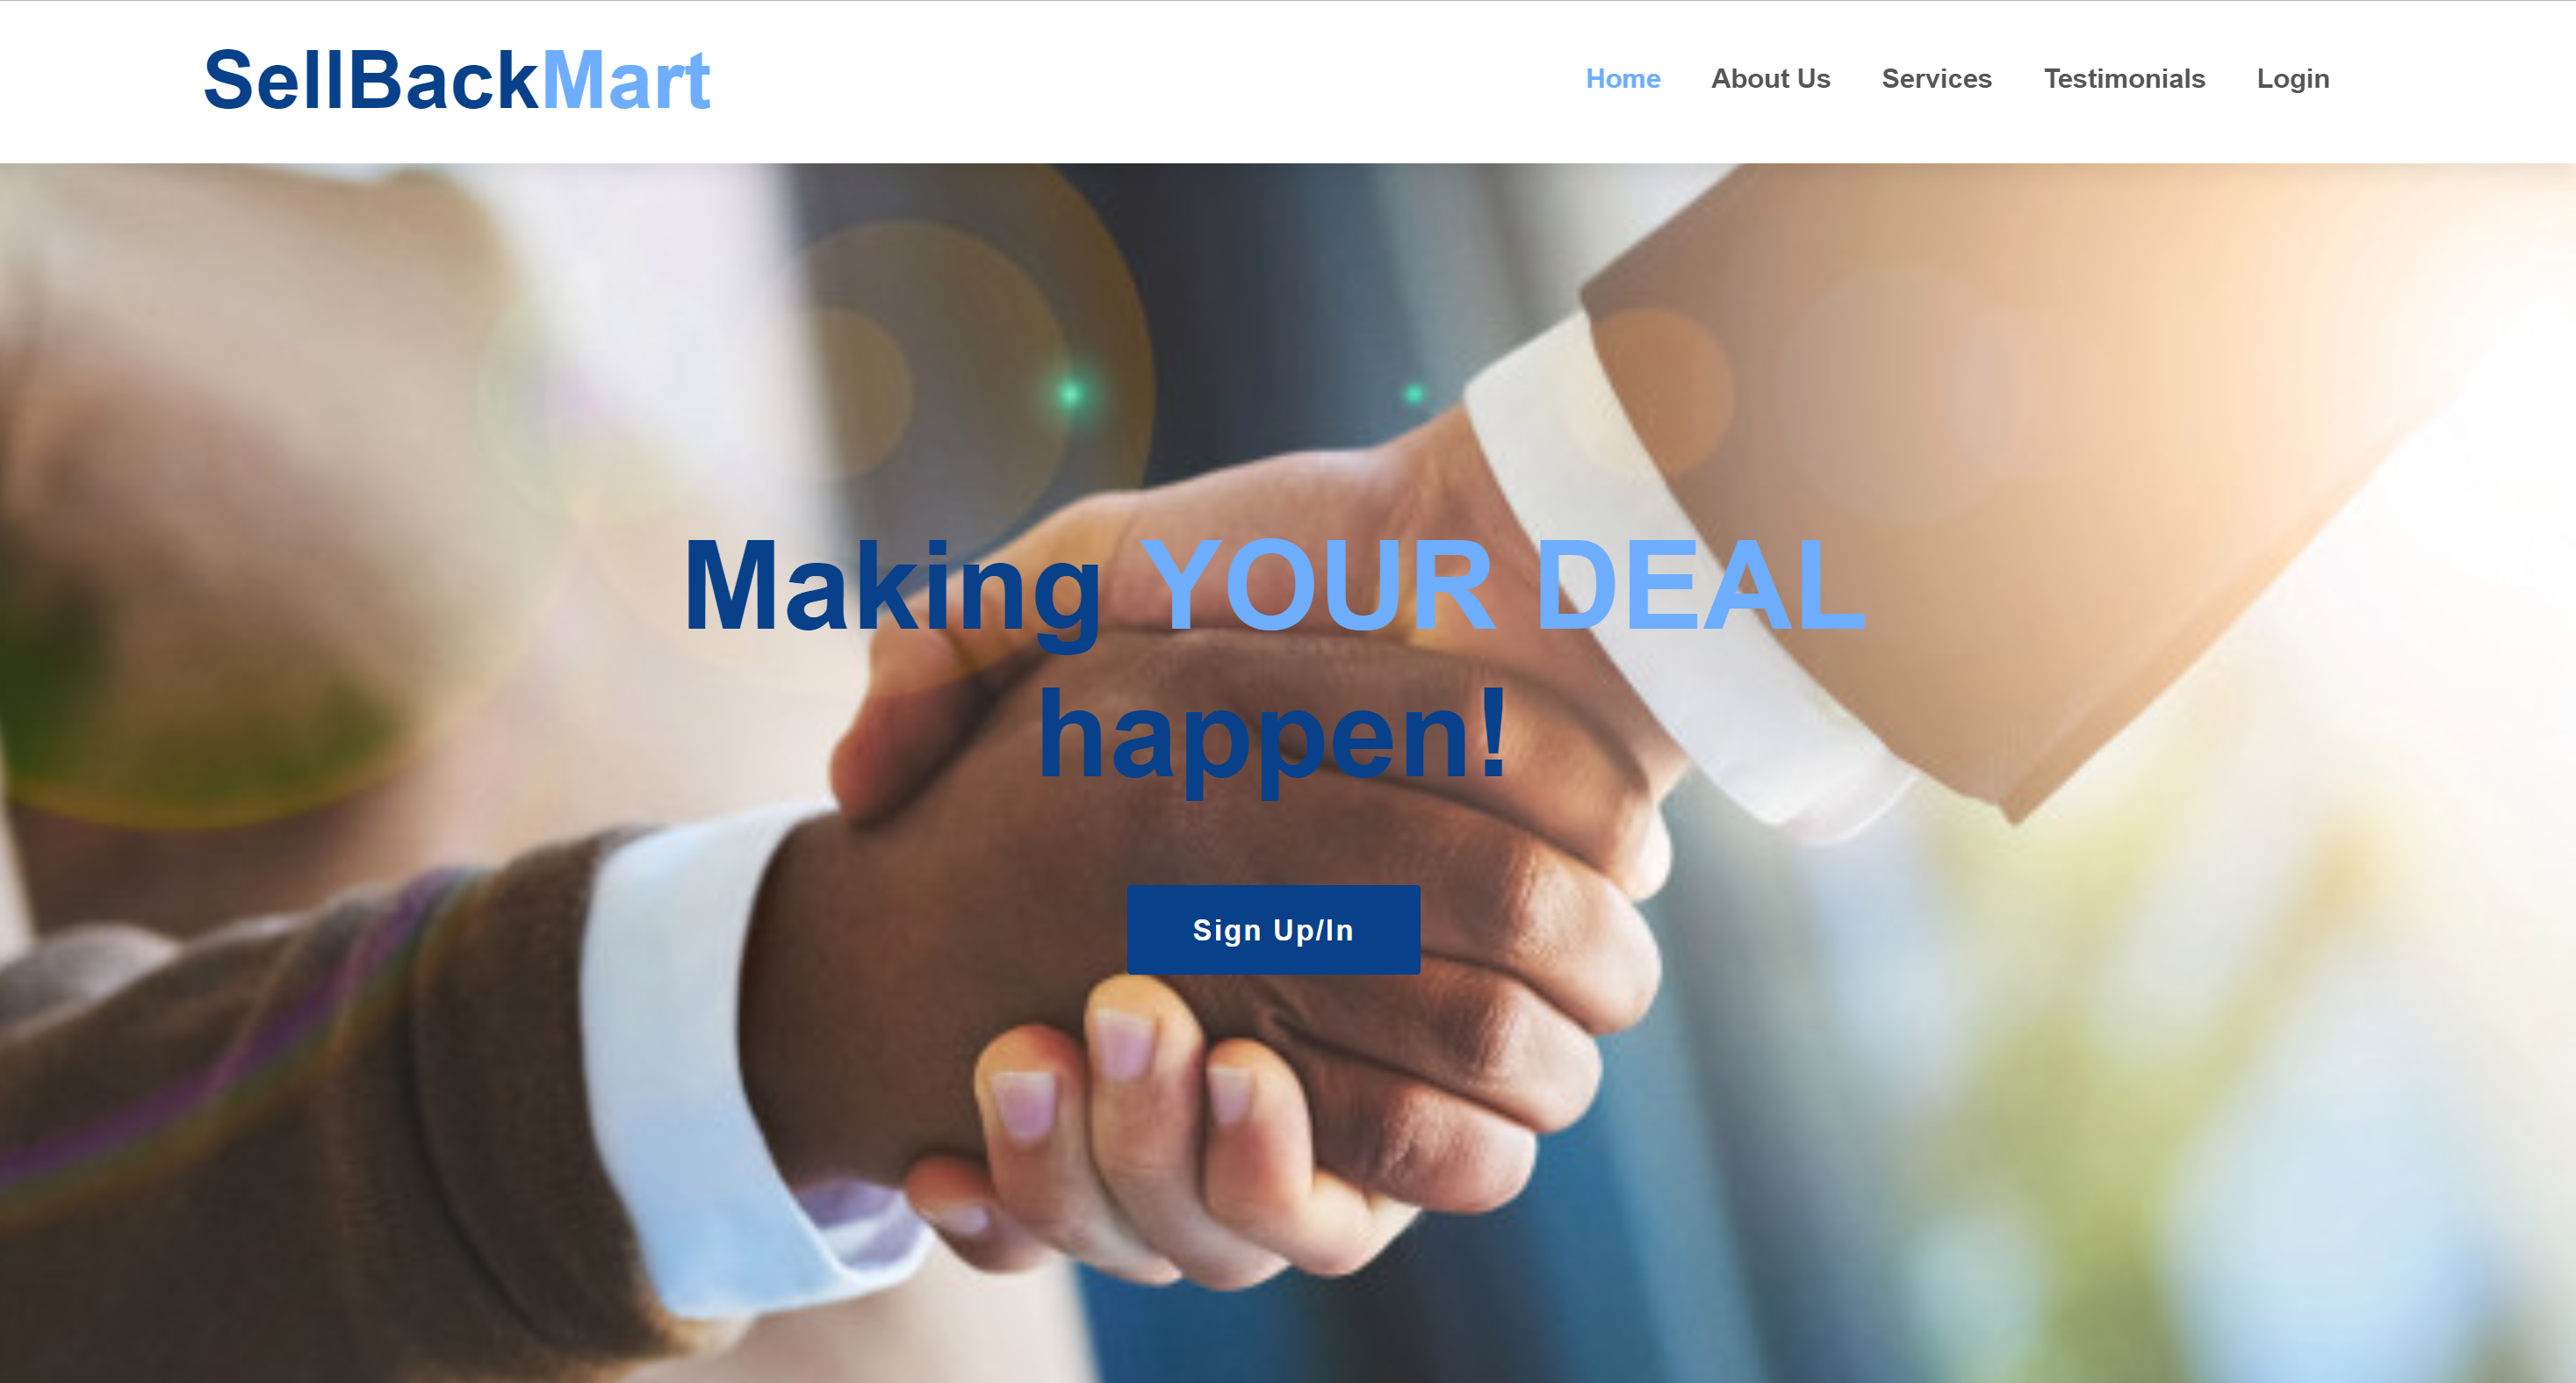 SellBackMart
Home About Us Services Testimonials Login
Making YOUR DEAL
happen!
Sign Up/In